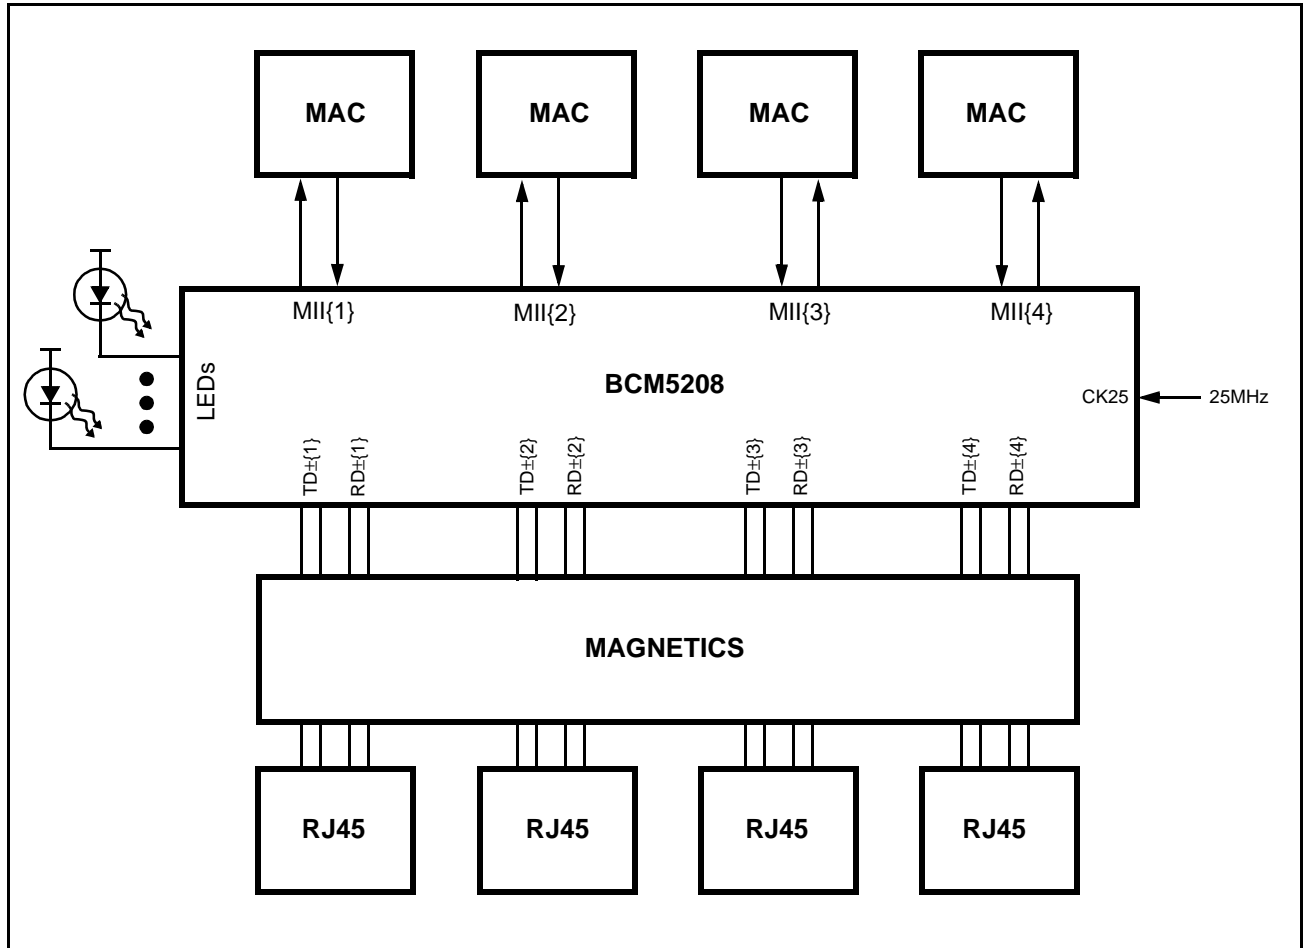 MAC MAC MAC MAC
MII{1} MII{2} MII{3} MII{4}
LEDs
BCM5208
CK25 25MHz
TD±{1} RD±{1} TD±{2} RD±{2} TD±{3} RD±{3} TD±{4} RD±{4}
MAGNETICS
RJ45 RJ45 RJ45 RJ45